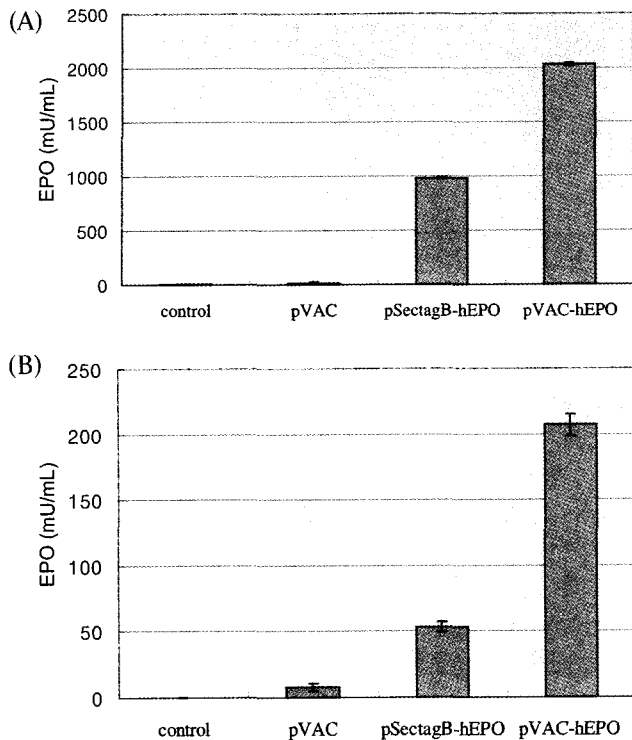 (A)
EPO (mU/mL)
2500
2000
1500
1000
500
0
control pVAC pSectagB-hEPO pVAC-hEPO
(B)
EPO (mU/mL)
250
200
150
100
50
0
control pVAC pSectagB-hEPO pVAC-hEPO